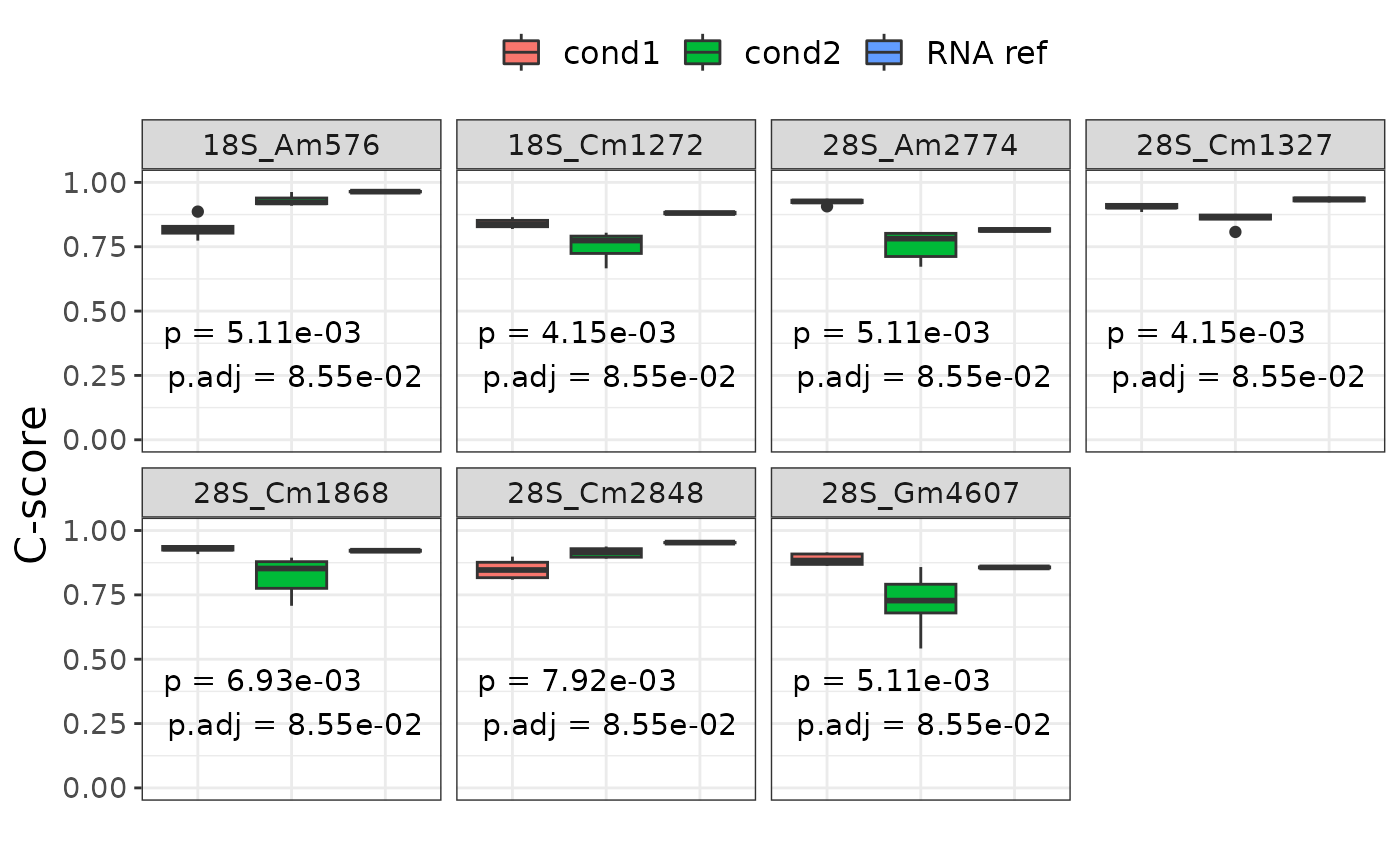 cond1 cond2 RNA ref
18S_Am576 18S_Cm1272 28S_Am2774 28S_Cm1327
1.00
0.75
0.50
p = 5.11e-03 p = 4.15e-03 p = 5.11e-03 p = 4.15e-03
0.25 p.adj = 8.55e-02 p.adj = 8.55e-02 p.adj = 8.55e-02 p.adj = 8.55e-02
0.00
C-score
28S_Cm1868 28S_Cm2848 28S_Gm4607
1.00
0.75
0.50
p = 6.93e-03 p = 7.92e-03 p = 5.11e-03
0.25 p.adj = 8.55e-02 p.adj = 8.55e-02 p.adj = 8.55e-02
0.00